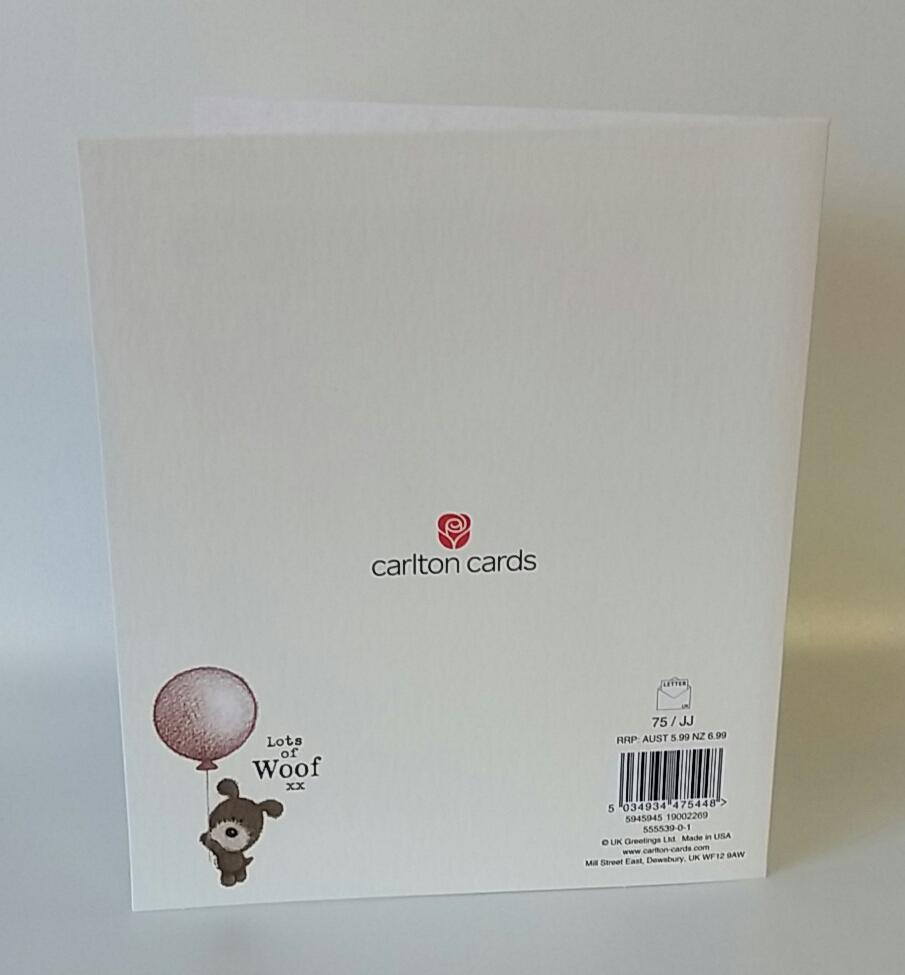 carlton cards
Lots
of
Woof
xx
LETTER
UK
75 / JJ
RRP: AUST 5.99 NZ 6.99
5 034934 475448 >
5945945 19002269
555539-0-1
© UK Greetings Ltd. Made in USA
www.carlton-cards.com
Mill Street East, Dewsbury, UK WF12 9AW